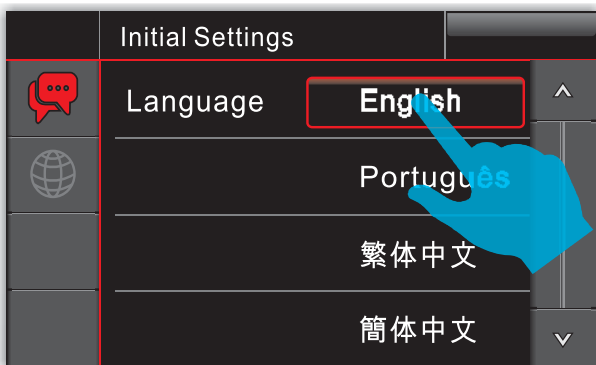 Initial Settings
Language English
Português
繁体中文
簡体中文